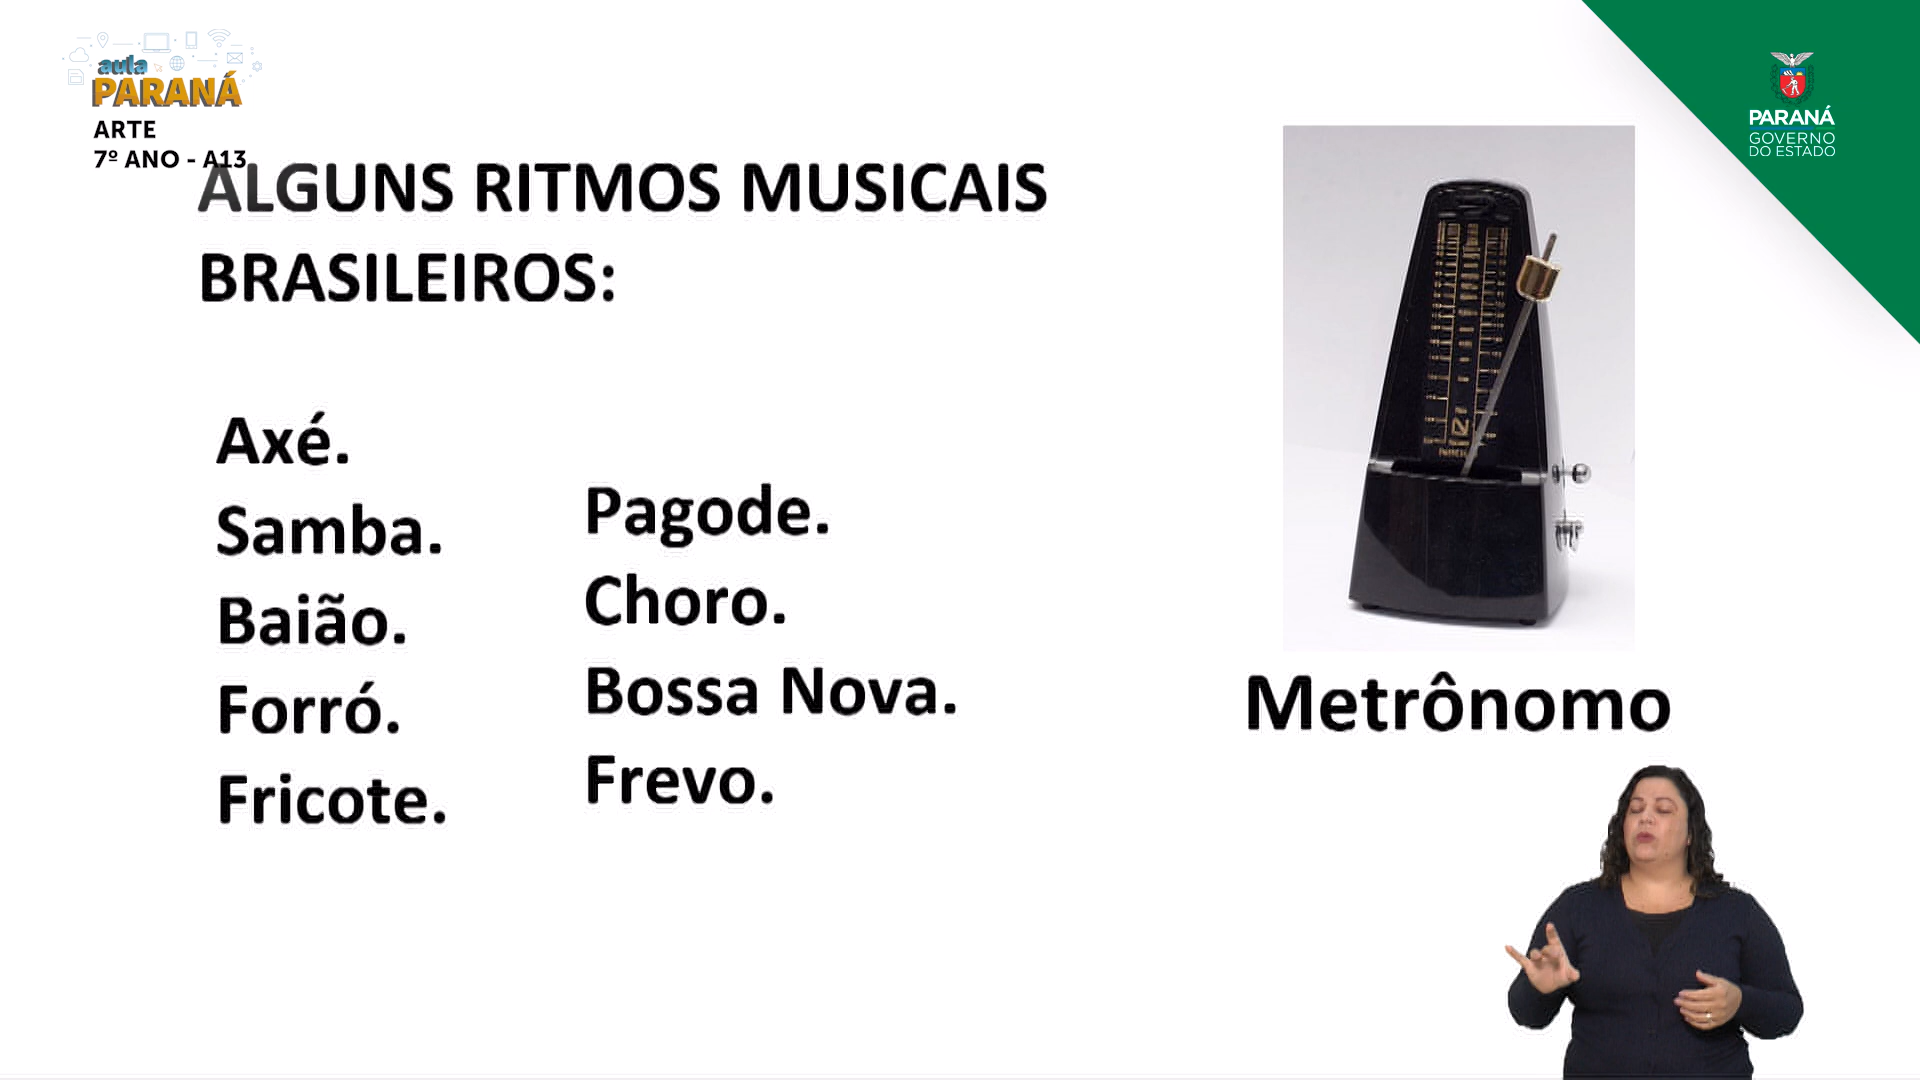 aula
PARANÁ
ARTE
7º ANO - A13
PARANÁ
GOVERNO
DO ESTADO
ALGUNS RITMOS MUSICAIS
BRASILEIROS:
Axé.
Samba.
Baião.
Forró.
Fricote.
Pagode.
Choro.
Bossa Nova.
Frevo.
Metrônomo